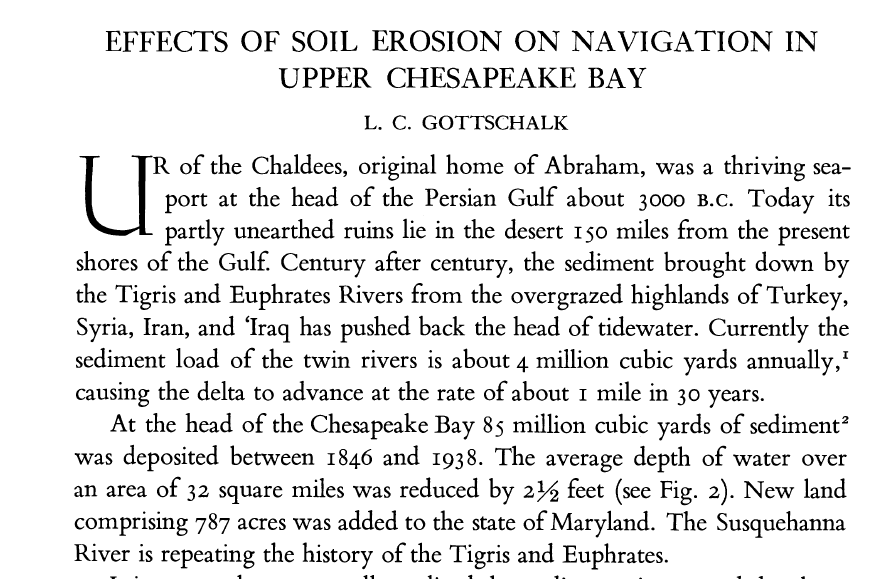 EFFECTS OF SOIL EROSION ON NAVIGATION IN
UPPER CHESAPEAKE BAY
L. C. GOTTSCHALK
UR of the Chaldees, original home of Abraham, was a thriving sea-
port at the head of the Persian Gulf about 3000 B.C. Today its
partly unearthed ruins lie in the desert 150 miles from the present
shores of the Gulf. Century after century, the sediment brought down by
the Tigris and Euphrates Rivers from the overgrazed highlands of Turkey,
Syria, Iran, and ‘Iraq has pushed back the head of tidewater. Currently the
sediment load of the twin rivers is about 4 million cubic yards annually,¹
causing the delta to advance at the rate of about 1 mile in 30 years.
At the head of the Chesapeake Bay 85 million cubic yards of sediment²
was deposited between 1846 and 1938. The average depth of water over
an area of 32 square miles was reduced by 2½ feet (see Fig. 2). New land
comprising 787 acres was added to the state of Maryland. The Susquehanna
River is repeating the history of the Tigris and Euphrates.